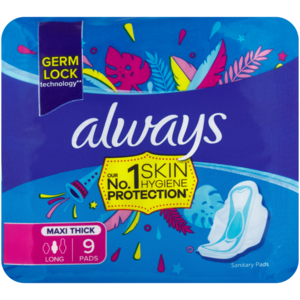 GERM
LOCK
technology**
always
OUR
No.1 SKIN
HYGIENE
PROTECTION*
MAXI THICK
LONG
9
PADS
Sanitary Pads